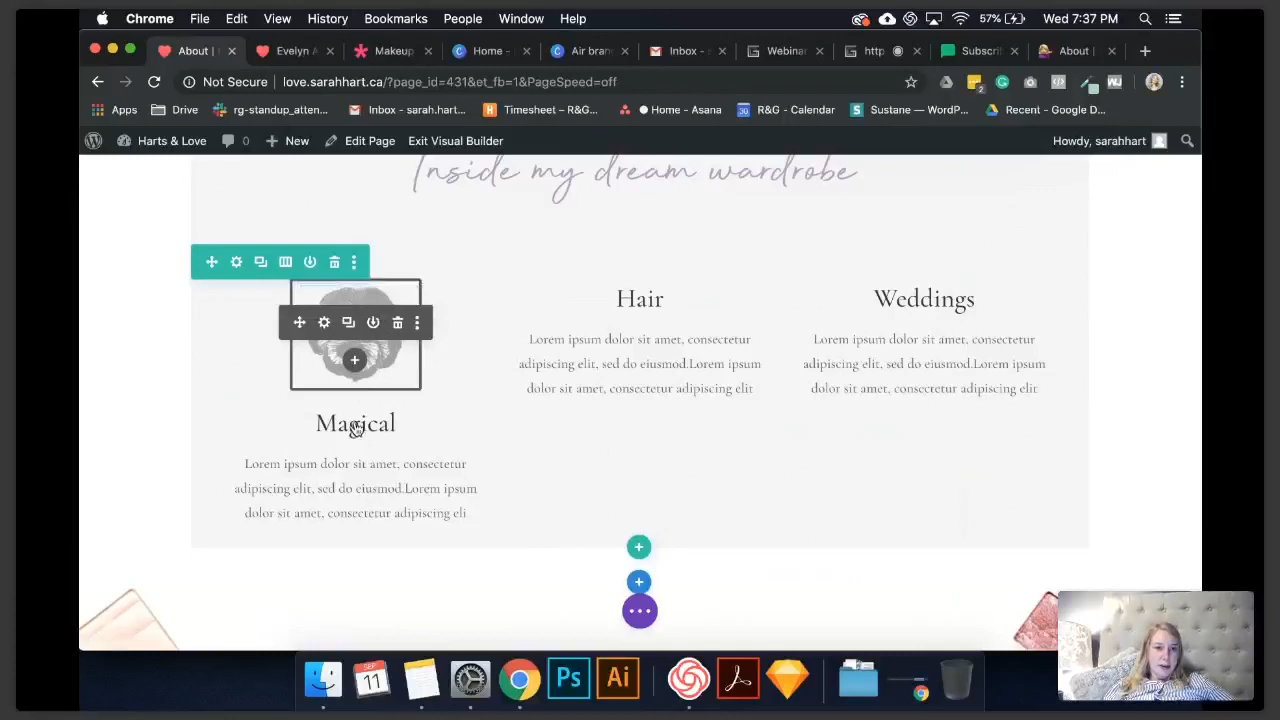 Chrome File Edit View History Bookmarks People Window Help 57% Wed 7:37 PM
About | Evelyn A Makeup Home - Air bran Inbox - Webinar http Subscri About |
Not Secure love.sarahhart.ca/?page_id=431&et_fb=1&PageSpeed=off
Apps Drive rg-standup_atten... Inbox - sarah.hart... Timesheet – R&G... Home - Asana R&G - Calendar Sustane — WordP... Recent - Google D...
Harts & Love 0 New Edit Page Exit Visual Builder Howdy, sarahhart
Inside my dream wardrobe
Hair
Lorem ipsum dolor sit amet, consectetur
adipiscing elit, sed do eiusmod.Lorem ipsum
dolor sit amet, consectetur adipiscing elit
Weddings
Lorem ipsum dolor sit amet, consectetur
adipiscing elit, sed do eiusmod.Lorem ipsum
dolor sit amet, consectetur adipiscing elit
Magical
Lorem ipsum dolor sit amet, consectetur
adipiscing elit, sed do eiusmod.Lorem ipsum
dolor sit amet, consectetur adipiscing eli
SEP
11
Ps
Ai